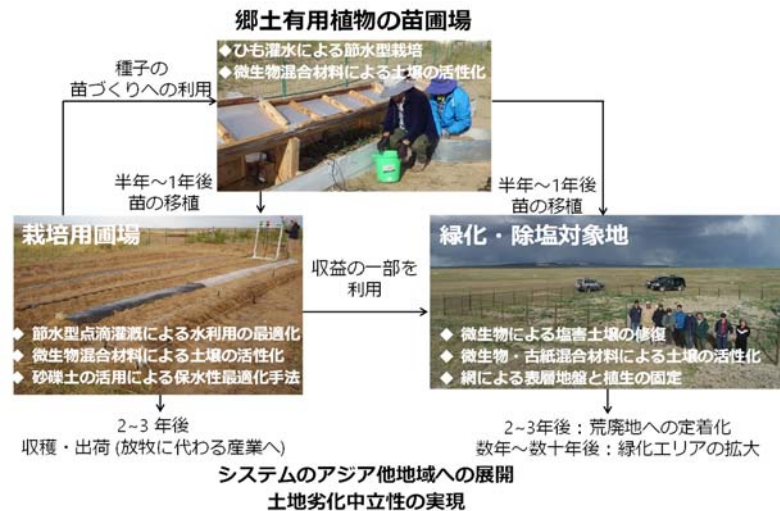 郷土有用植物の苗圃場
◆ひも灌水による節水型栽培
◆微生物混合材料による土壌の活性化
種子の
苗づくりへの利用
半年～1年後
苗の移植
半年～1年後
苗の移植
栽培用圃場
◆ 節水型点滴灌漑による水利用の最適化
◆ 微生物混合材料による土壌の活性化
◆ 砂礫土の活用による保水性最適化手法
収益の一部を
利用
緑化・除塩対象地
◆ 微生物による塩害土壌の修復
◆ 微生物・古紙混合材料による土壌の活性化
◆ 網による表層地盤と植生の固定
2~3 年後
収穫・出荷 (放牧に代わる産業へ)
2~3年後：荒廃地への定着化
数年～数十年後：緑化エリアの拡大
システムのアジア他地域への展開
土地劣化中立性の実現